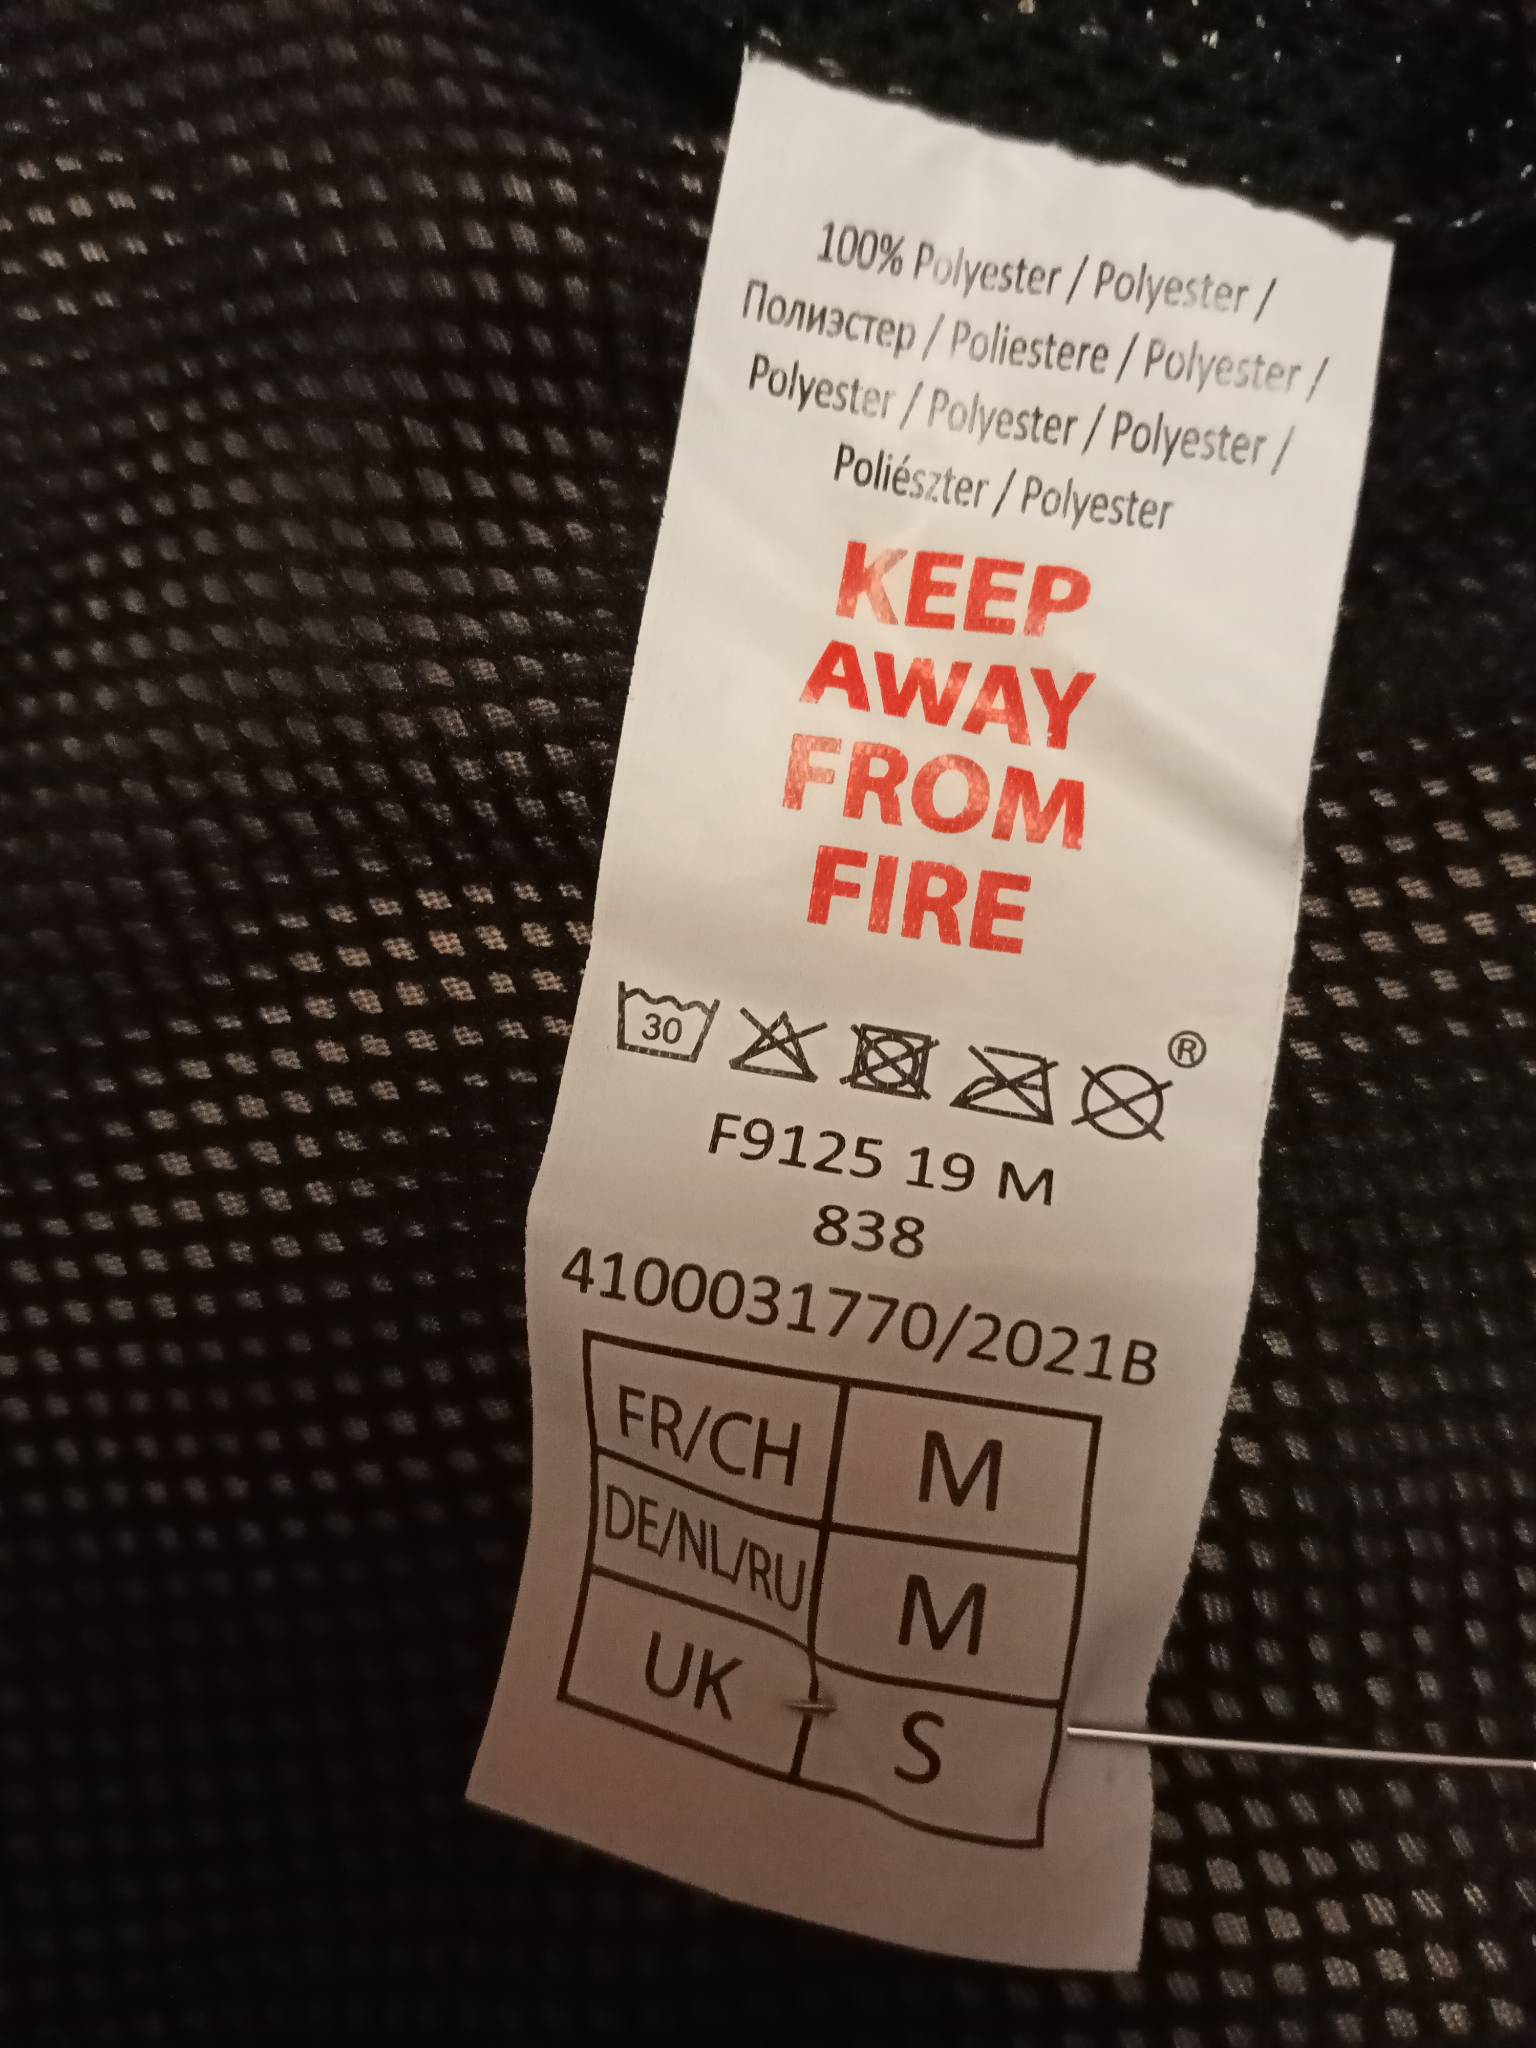 100% Polyester / Polyester /
Полиэстер / Poliestere / Polyester /
Polyester / Polyester / Polyester /
Poliészter / Polyester
KEEP
AWAY
FROM
FIRE
30 ®
F9125 19 M
838
4100031770/2021B
FR/CH M
DE/NL/RU M
UK S